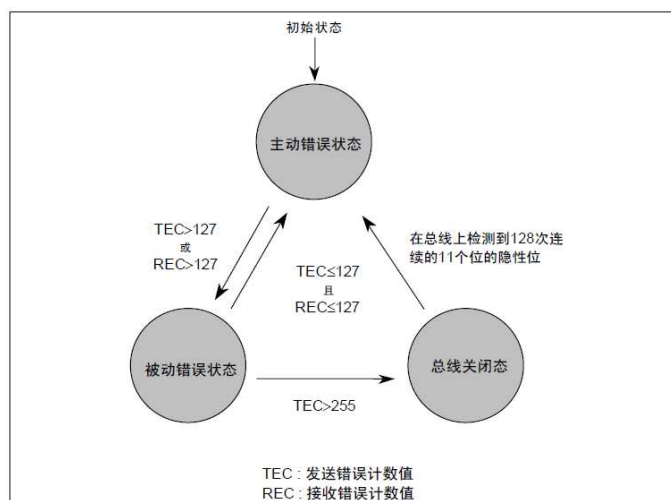 初始状态
主动错误状态
TEC>127
或
REC>127
TEC≤127
且
REC≤127
在总线上检测到128次连
续的11个位的隐性位
被动错误状态
总线关闭态
TEC>255
TEC : 发送错误计数值
REC : 接收错误计数值